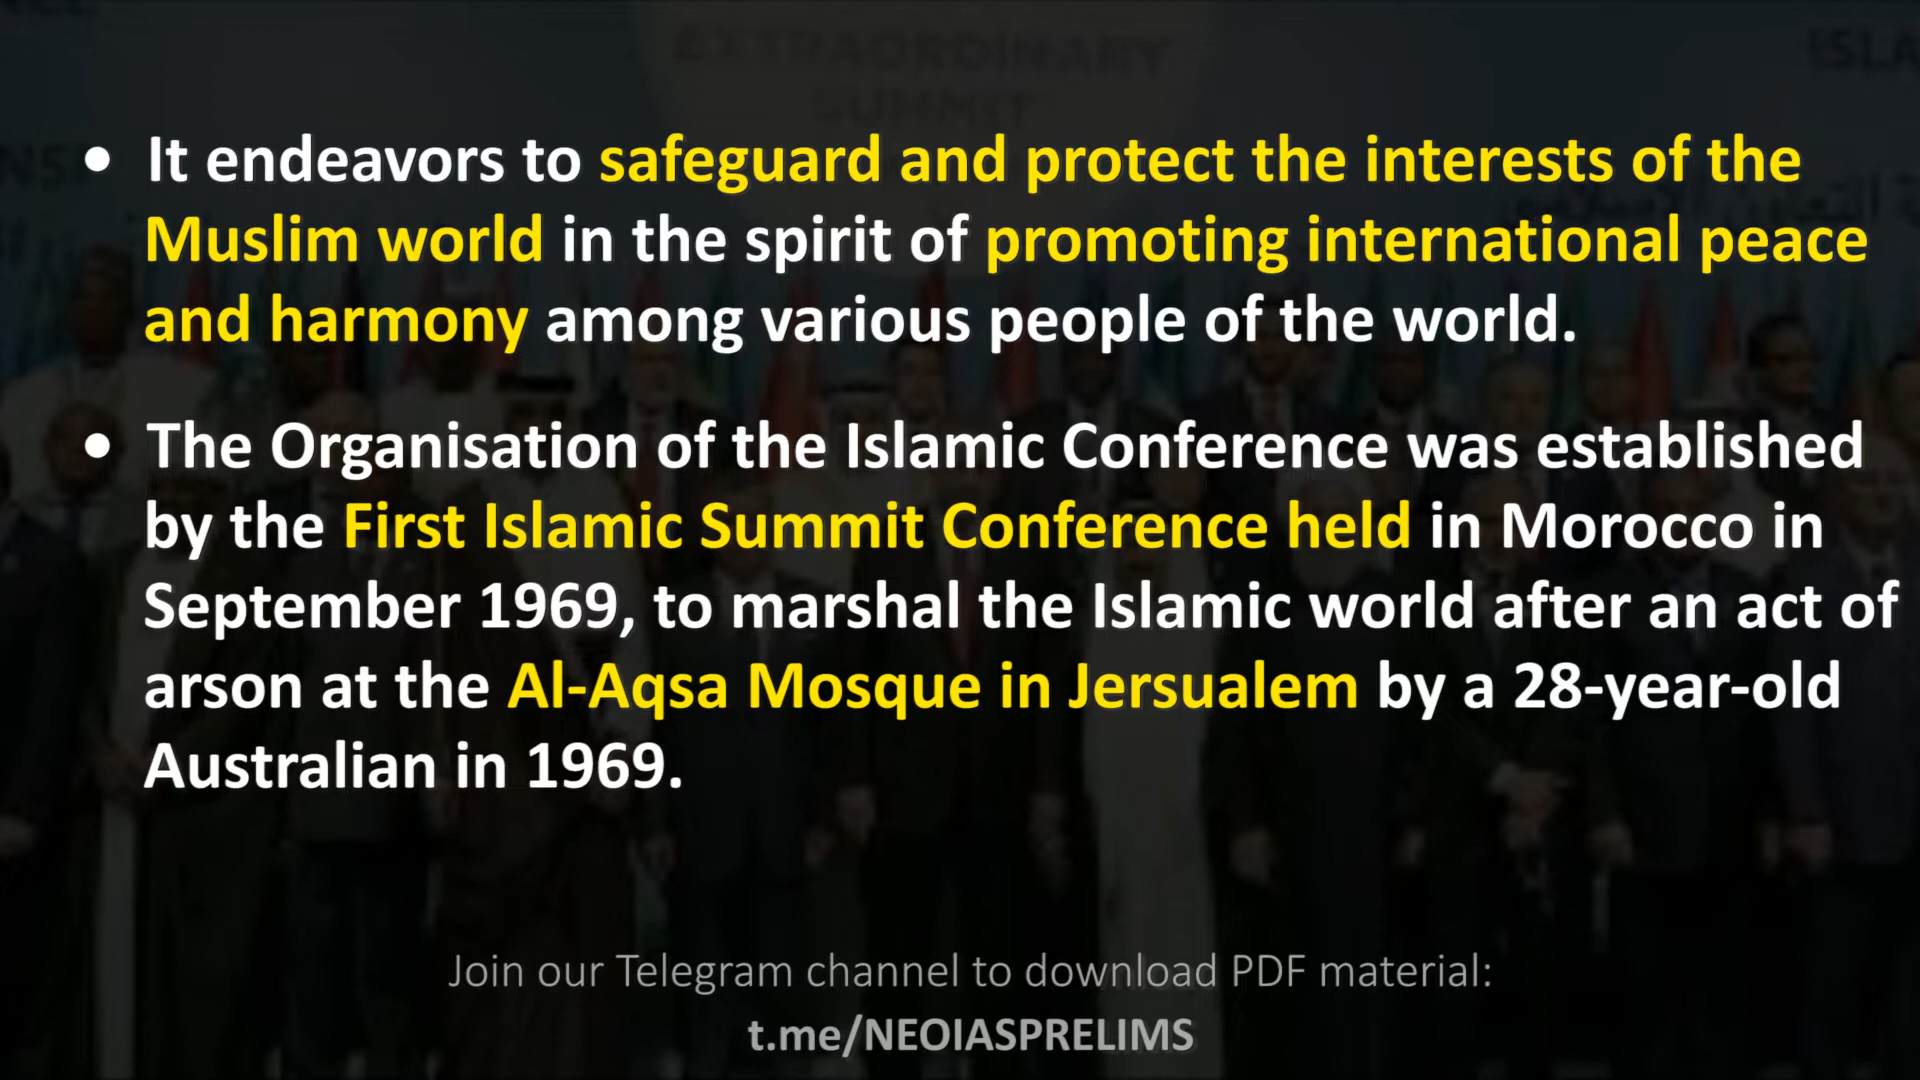 EXTRAORDINARY
SUMMIT
ISLA
• It endeavors to safeguard and protect the interests of the
Muslim world in the spirit of promoting international peace
and harmony among various people of the world.
• The Organisation of the Islamic Conference was established
by the First Islamic Summit Conference held in Morocco in
September 1969, to marshal the Islamic world after an act of
arson at the Al-Aqsa Mosque in Jersualem by a 28-year-old
Australian in 1969.
Join our Telegram channel to download PDF material:
t.me/NEOIASPRELIMS